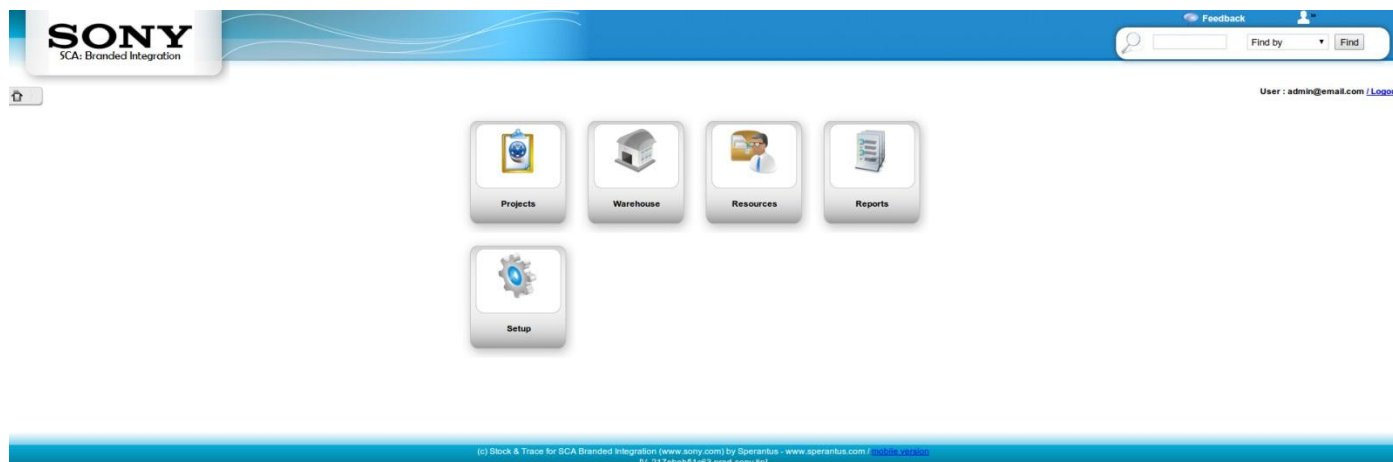 Feedback
SONY
SCA: Branded Integration
Find by Find
User : admin@email.com / Logou
Projects Warehouse Resources Reports
Setup
(c) Stock & Trace for SCA Branded Integration (www.sony.com) by Sperantus - www.sperantus.com / mobile version